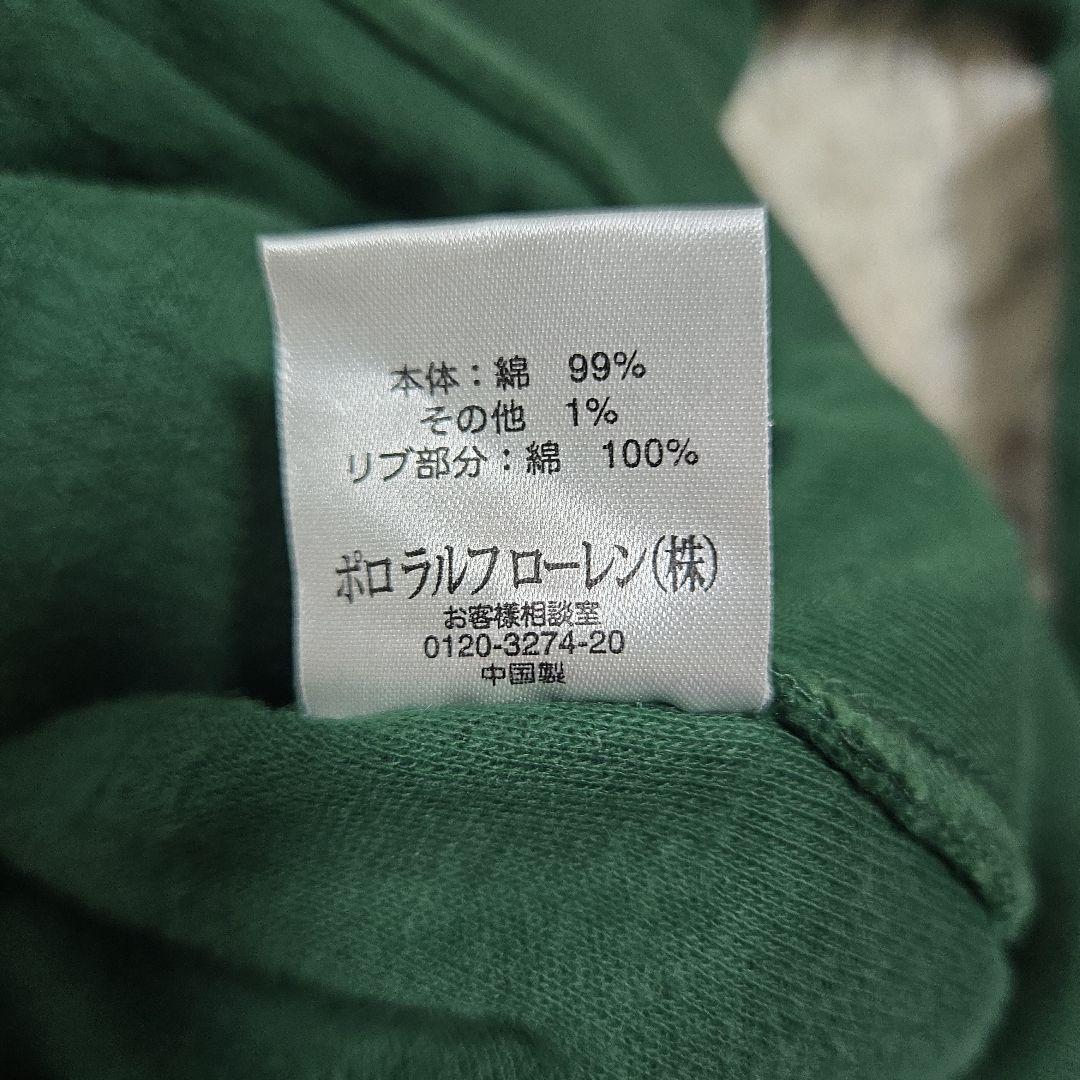 本体：綿　99%
その他　1%
リブ部分：綿　100%
ポロ ラルフ ローレン(株)
お客様相談室
0120-3274-20
中国製